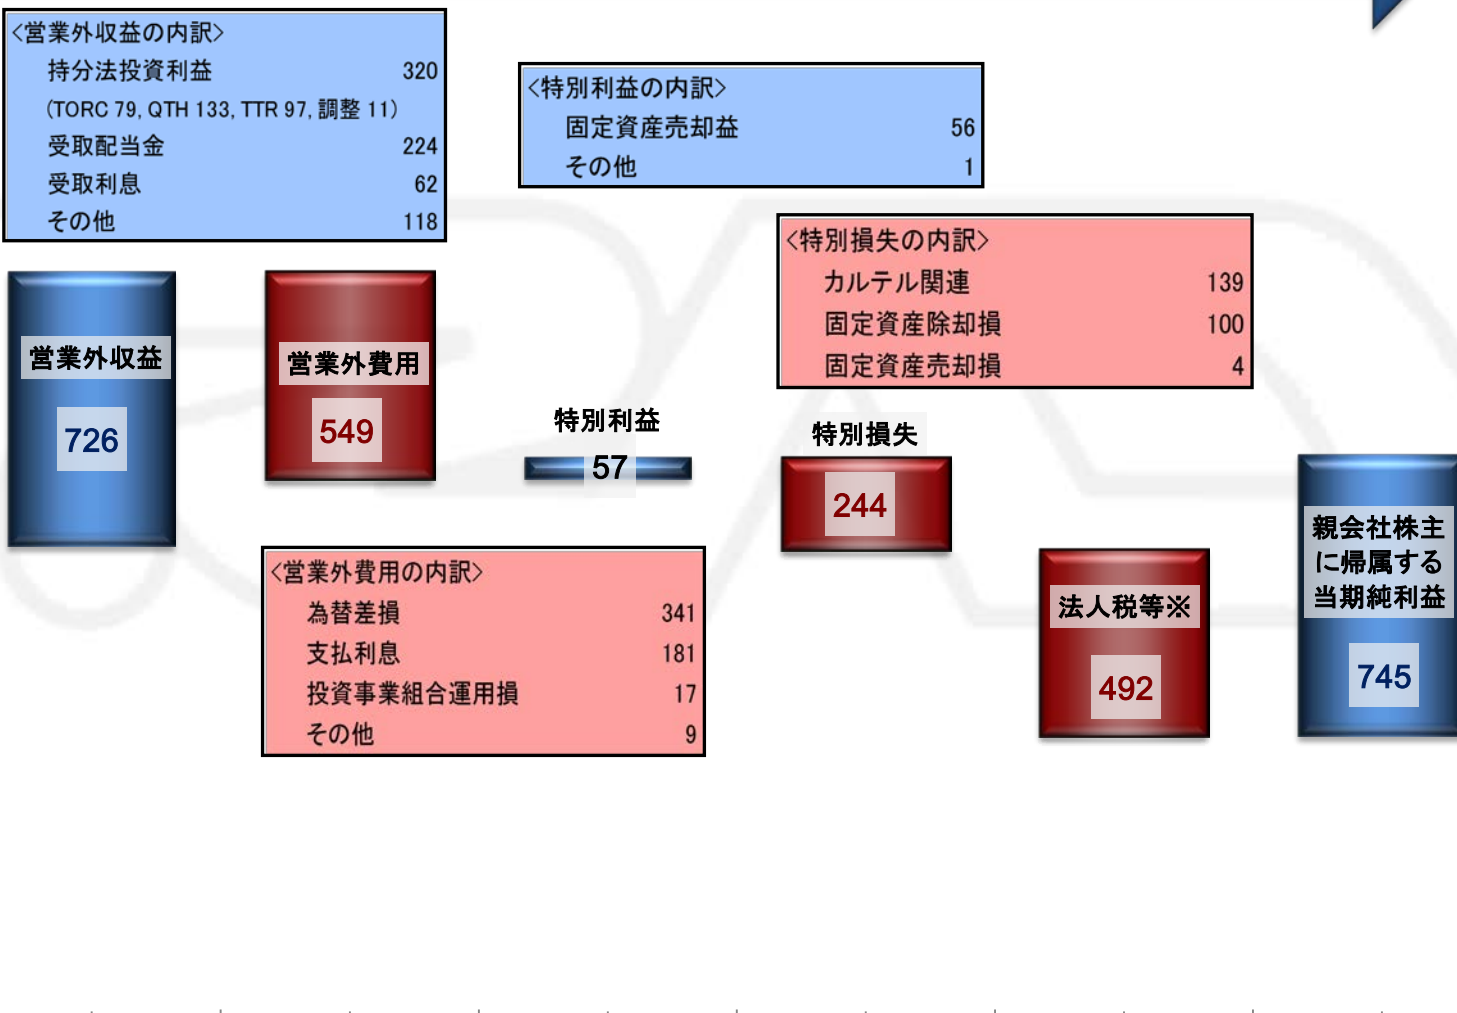 <営業外収益の内訳>
持分法投資利益 320
(TORC 79, QTH 133, TTR 97, 調整 11)
受取配当金 224
受取利息 62
その他 118
<特別利益の内訳>
固定資産売却益 56
その他 1
<特別損失の内訳>
カルテル関連 139
固定資産除却損 100
固定資産売却損 4
営業外収益
726
営業外費用
549
特別利益
57
特別損失
244
<営業外費用の内訳>
為替差損 341
支払利息 181
投資事業組合運用損 17
その他 9
法人税等※
492
親会社株主
に帰属する
当期純利益
745